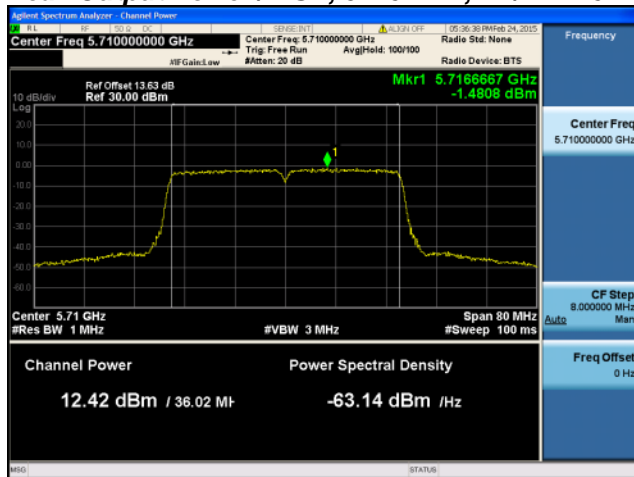 Agilent Spectrum Analyzer - Channel Power
RL RF 50 Ω DC SENSE:INT ALIGN OFF 05:36:38 PM Feb 24, 2015
Center Freq 5.710000000 GHz
Center Freq: 5.710000000 GHz
Radio Std: None
Trig: Free Run Avg|Hold: 100/100
#IFGain:Low #Atten: 20 dB Radio Device: BTS
Frequency
Ref Offset 13.63 dB
Mkr1 5.7166667 GHz
10 dB/div Ref 30.00 dBm
-1.4808 dBm
Log
20.0
10.0
0.00
-10.0
-20.0
-30.0
-40.0
-50.0
-60.0
1
Center 5.71 GHz Span 80 MHz
#Res BW 1 MHz #VBW 3 MHz #Sweep 100 ms
Center Freq
5.710000000 GHz
CF Step
8.000000 MHz
Auto Man
Freq Offset
0 Hz
Channel Power Power Spectral Density
12.42 dBm / 36.02 MH -63.14 dBm /Hz
MSG STATUS